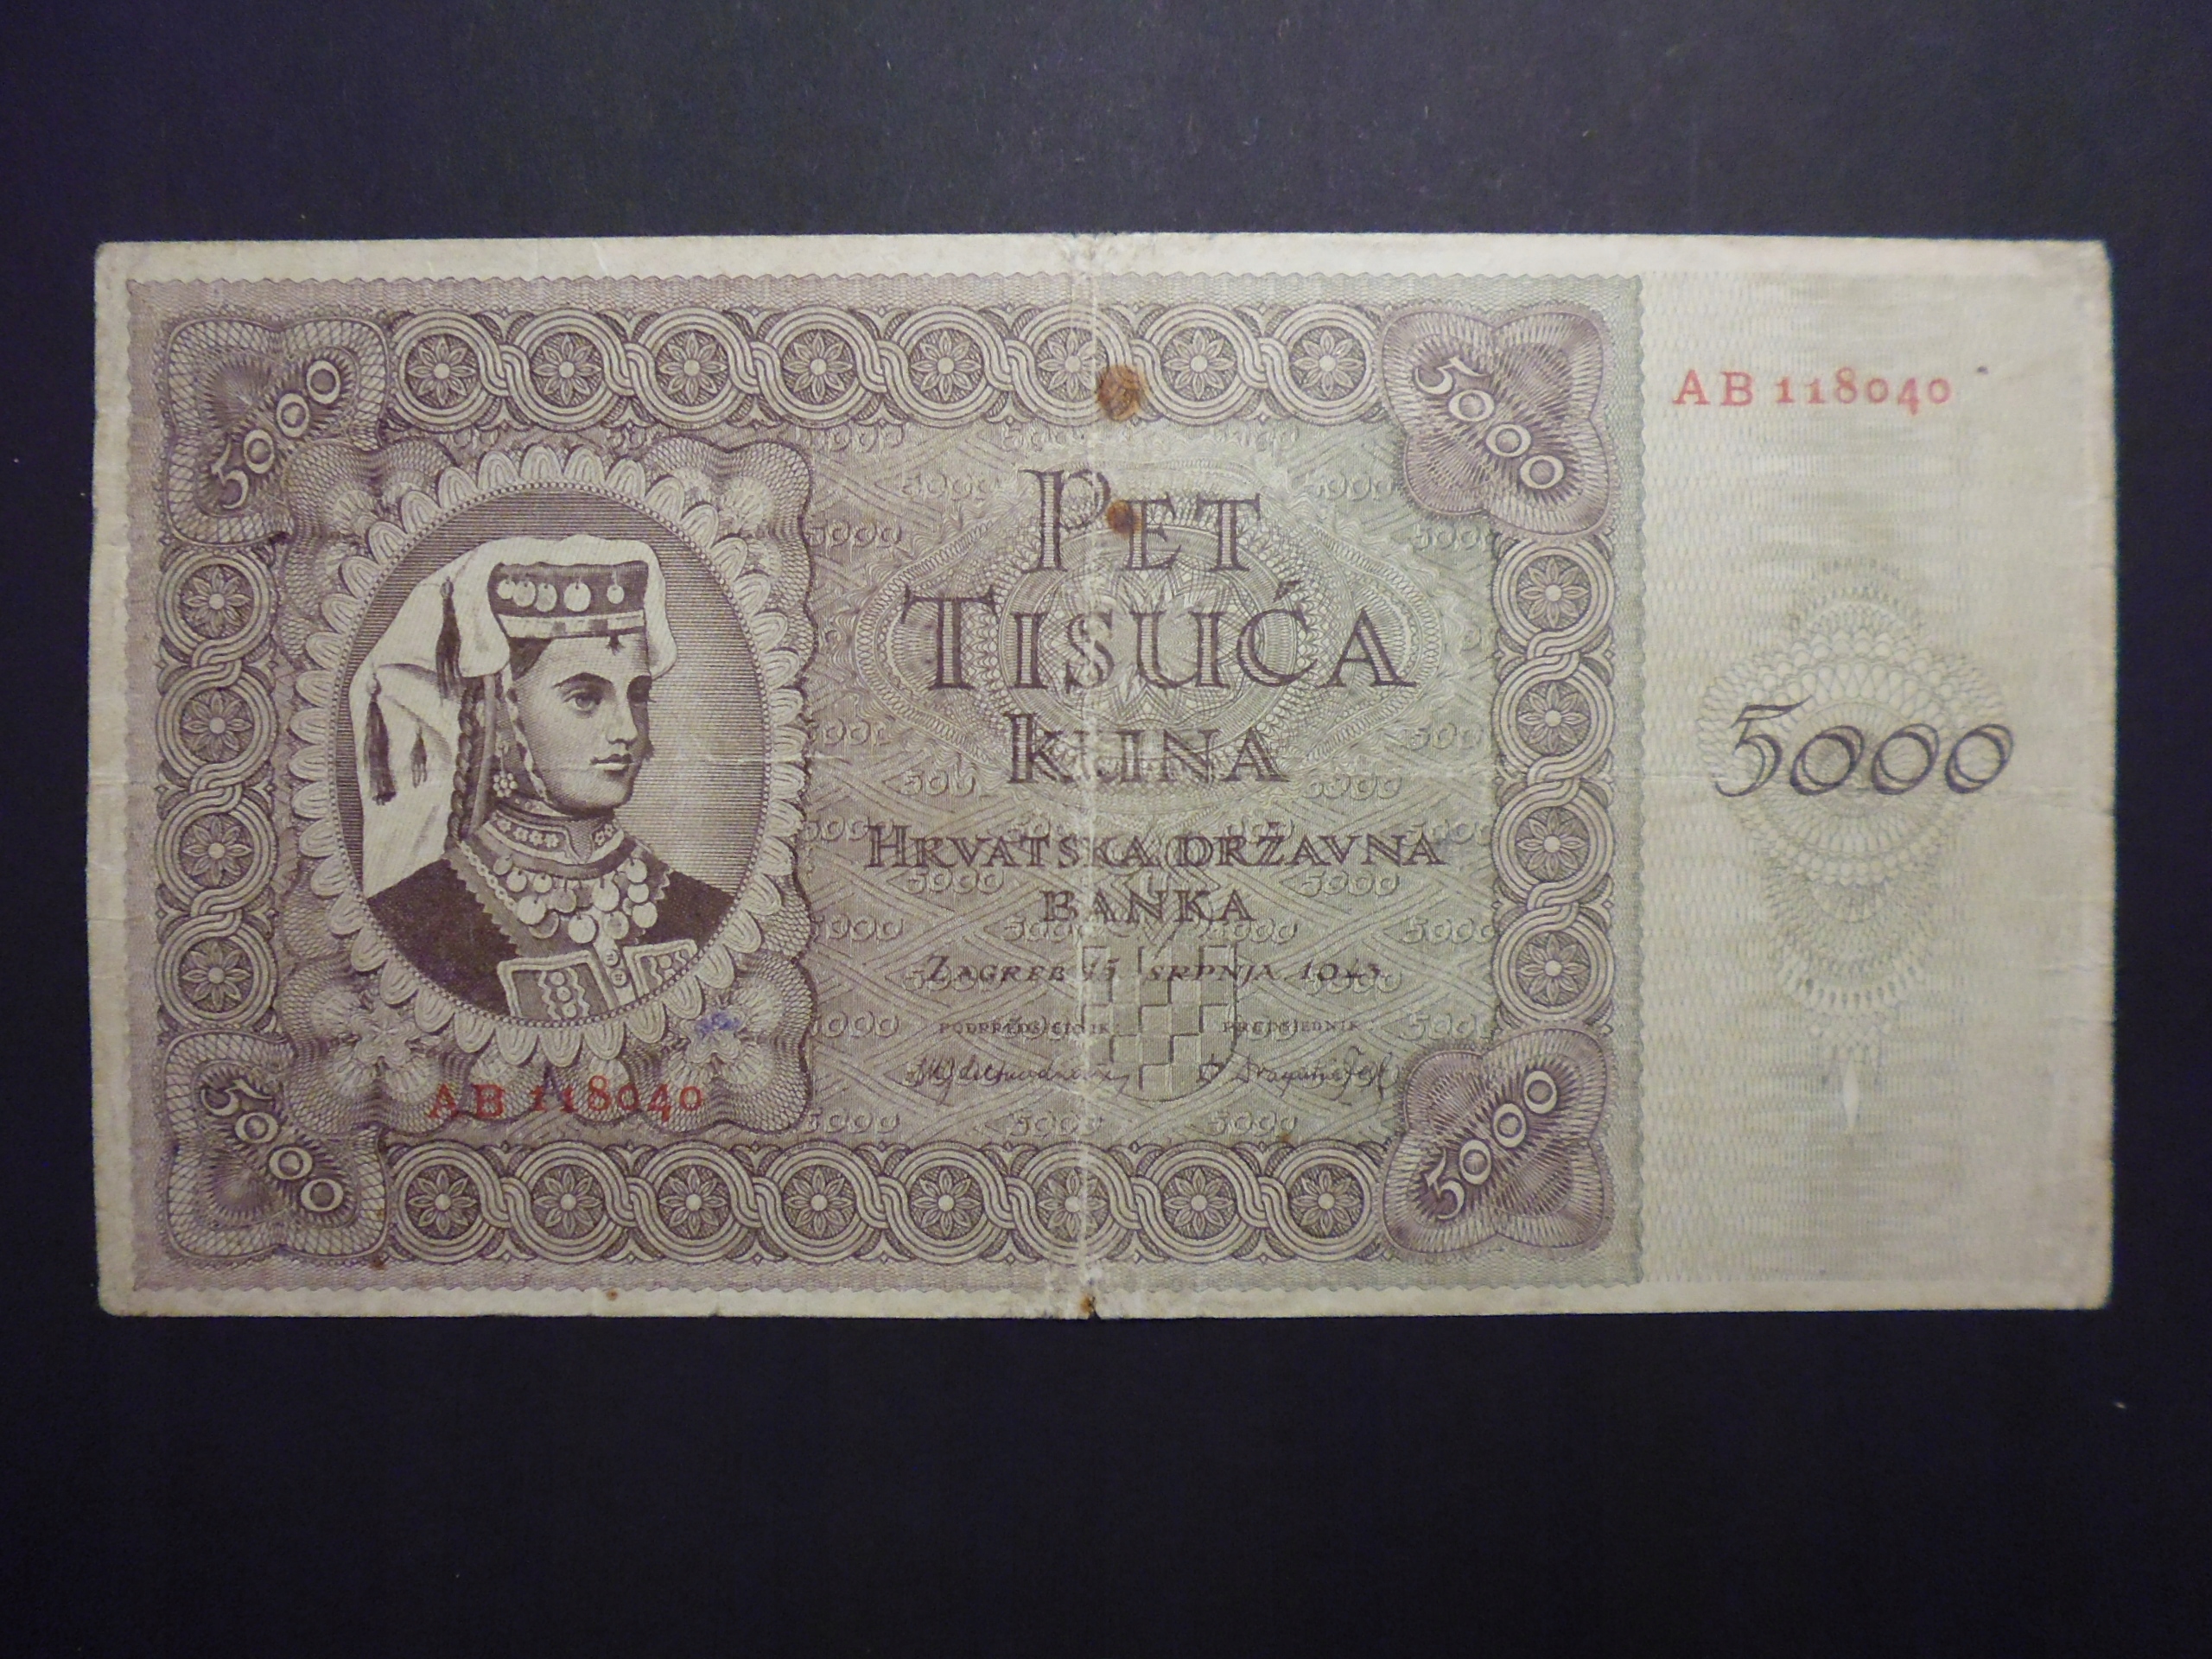 5000
5000
AB 118040
PET
TISUĆA
KUNA
5000
HRVATSKA DRŽAVNA
BANKA
ZAGREB 15 SRPNJA 1943
PODPREDSJEDNIK PREDSJEDNIK
AB 118040
5000
5000